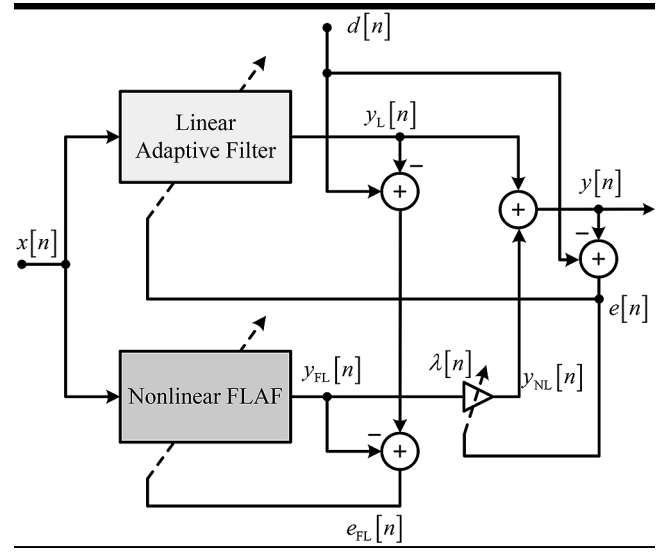 d[n]
Linear
Adaptive Filter
y_L[n]
−
+
+
y[n]
−
+
x[n]
e[n]
Nonlinear FLAF
y_FL[n]
λ[n]
y_NL[n]
−
+
e_FL[n]